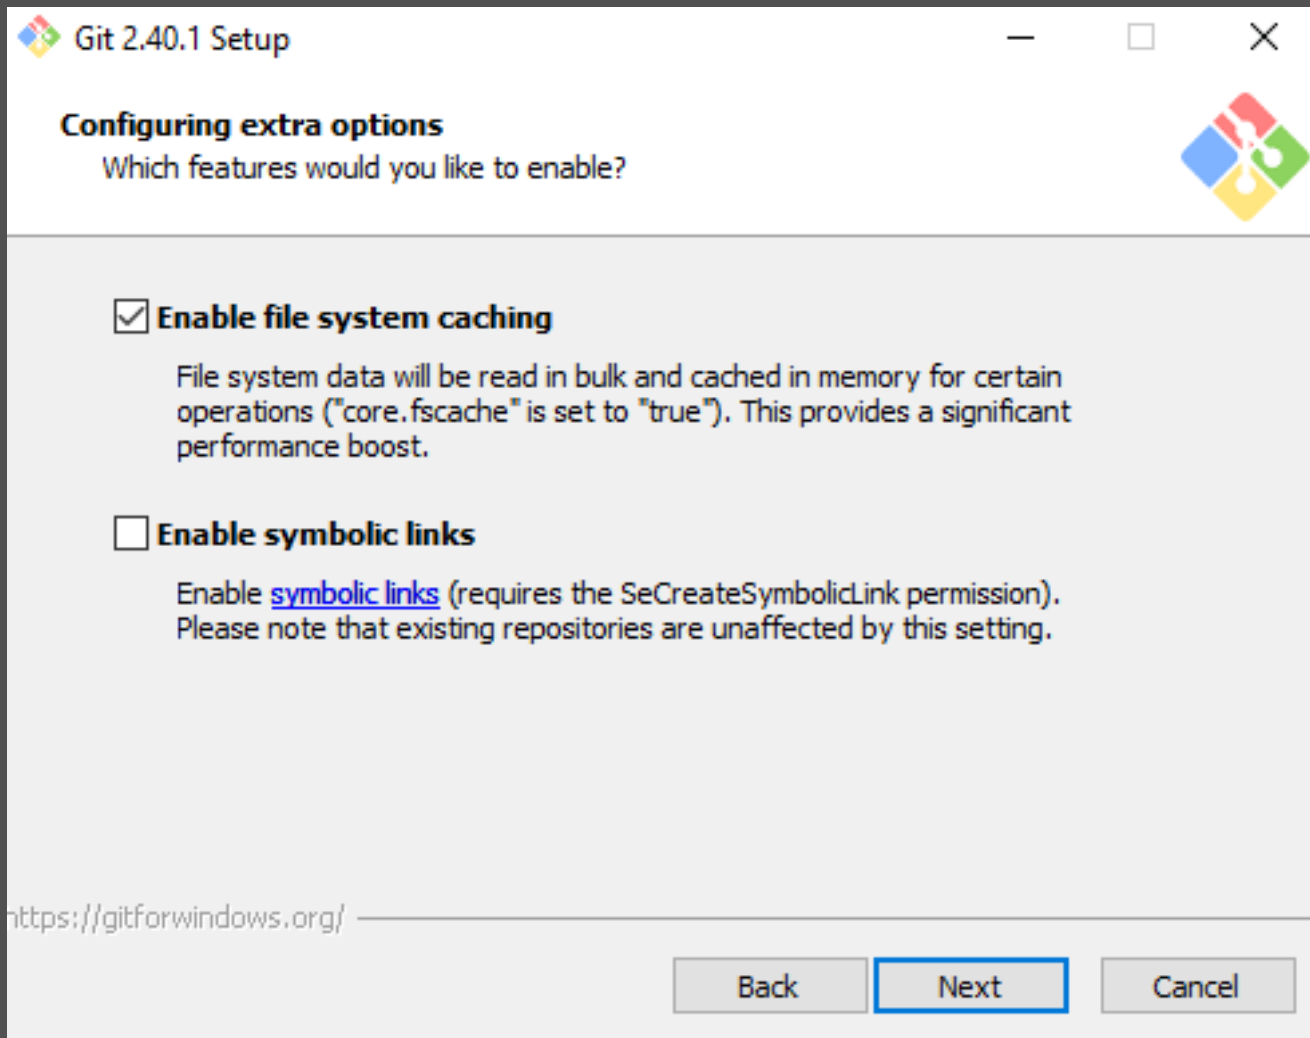 Git 2.40.1 Setup
Configuring extra options
Which features would you like to enable?
Enable file system caching
File system data will be read in bulk and cached in memory for certain
operations ("core.fscache" is set to "true"). This provides a significant
performance boost.
Enable symbolic links
Enable symbolic links (requires the SeCreateSymbolicLink permission).
Please note that existing repositories are unaffected by this setting.
https://gitforwindows.org/
Back
Next
Cancel